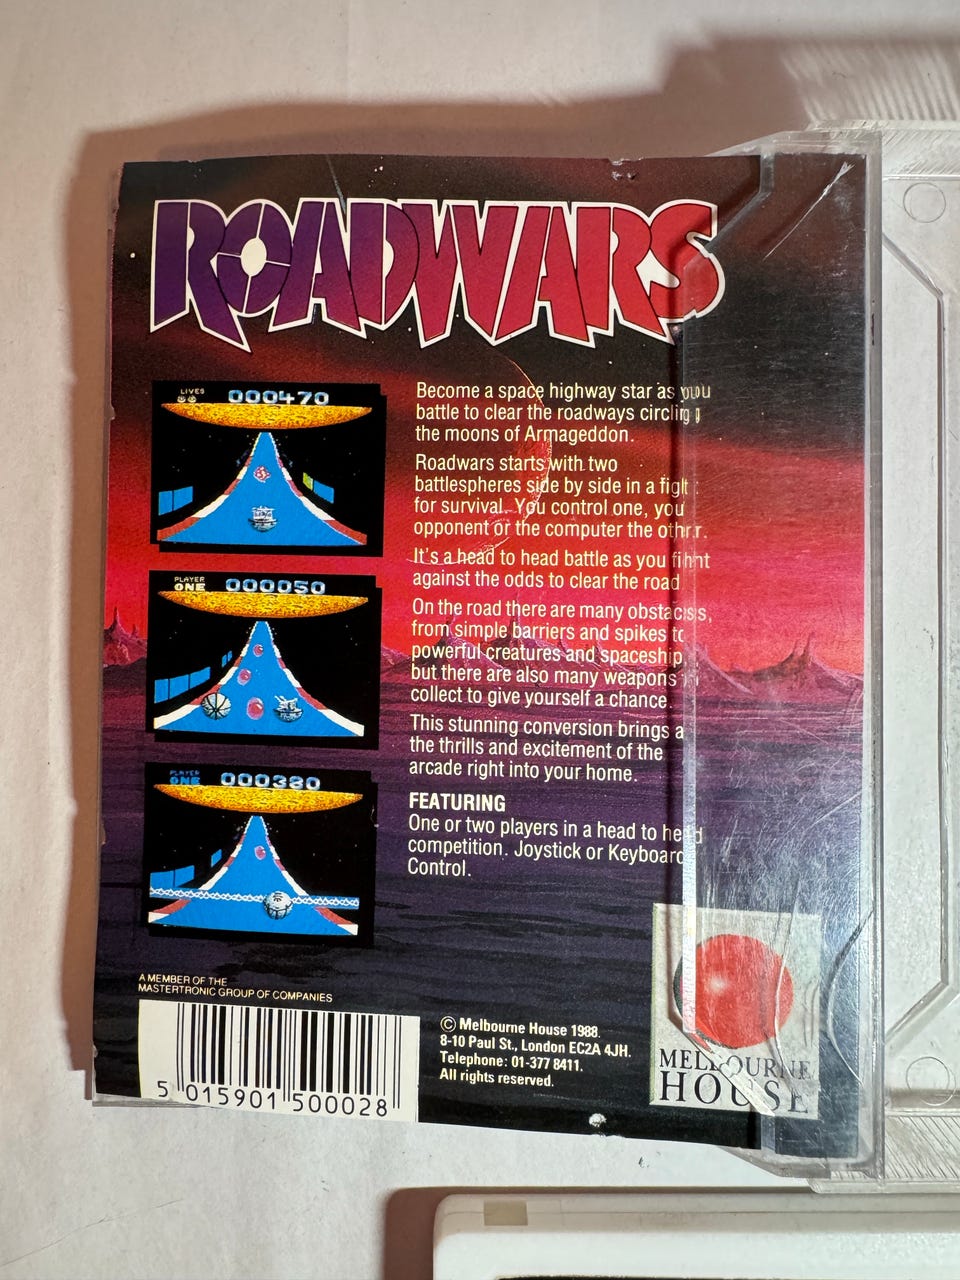 ROADWARS
LIVES
000470
Become a space highway star as you
battle to clear the roadways circling
the moons of Armageddon.
Roadwars starts with two
battlespheres side by side in a fight
for survival. You control one, you
opponent or the computer the other.
It's a head to head battle as you fight
against the odds to clear the road
On the road there are many obstacles,
from simple barriers and spikes to
powerful creatures and spaceship
but there are also many weapons
collect to give yourself a chance.
This stunning conversion brings a
the thrills and excitement of the
arcade right into your home.
FEATURING
One or two players in a head to head
competition. Joystick or Keyboard
Control.
PLAYER
ONE
000050
PLAYER
ONE
000380
A MEMBER OF THE
MASTERTRONIC GROUP OF COMPANIES
5 015901 500028
© Melbourne House 1988.
8-10 Paul St., London EC2A 4JH.
Telephone: 01-377 8411.
All rights reserved.
MELBOURNE
HOUSE